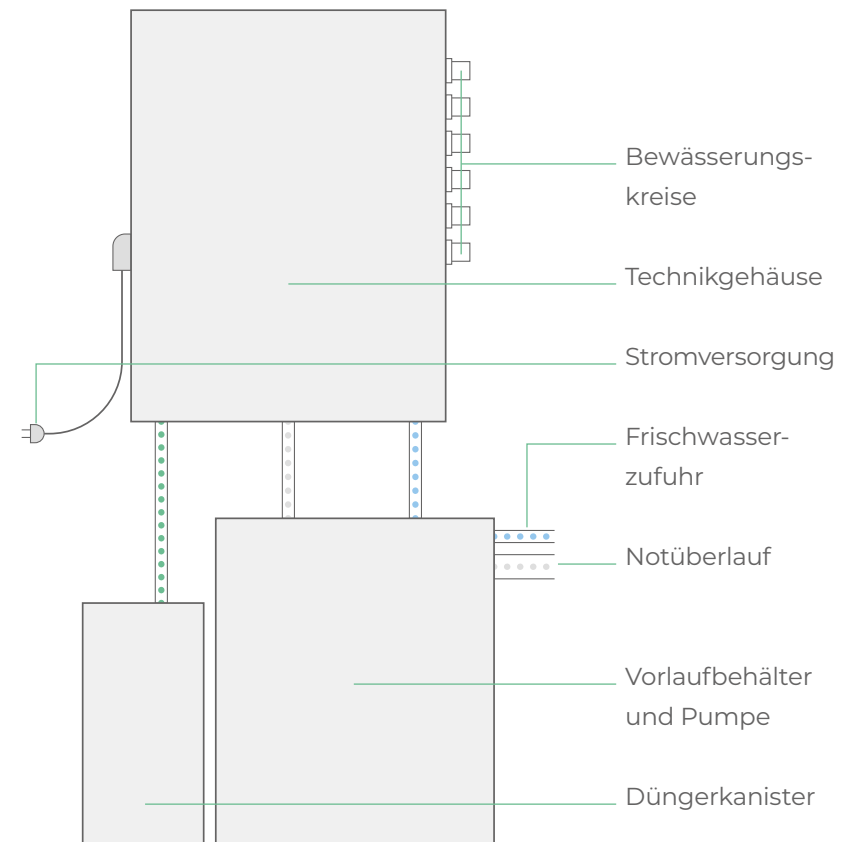 Bewässerungs-
kreise
Technikgehäuse
Stromversorgung
Frischwasser-
zufuhr
Notüberlauf
Vorlaufbehälter
und Pumpe
Düngerkanister